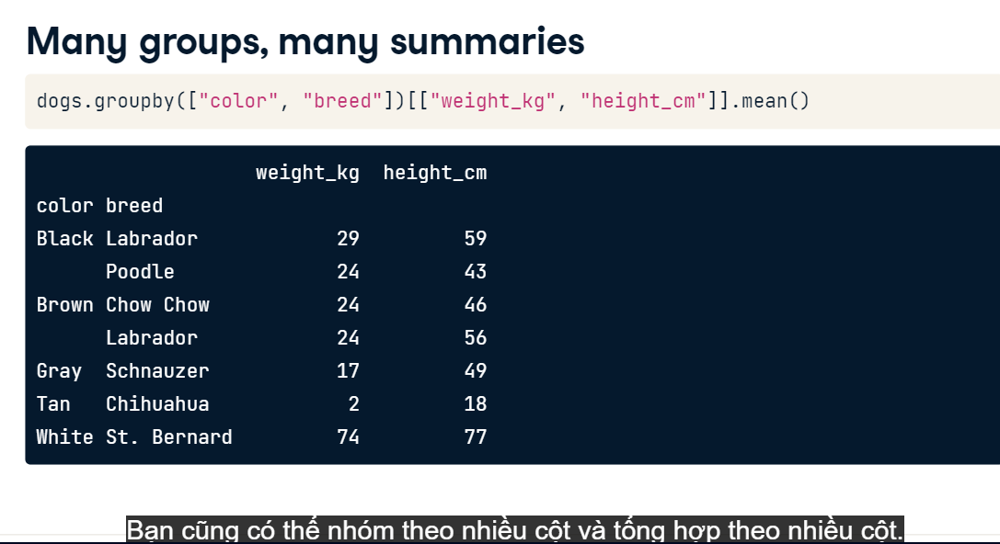 Many groups, many summaries
dogs.groupby(["color", "breed"])[["weight_kg", "height_cm"]].mean()
weight_kg height_cm
color breed
Black Labrador 29 59
Poodle 24 43
Brown Chow Chow 24 46
Labrador 24 56
Gray Schnauzer 17 49
Tan Chihuahua 2 18
White St. Bernard 74 77
Bạn cũng có thể nhóm theo nhiều cột và tổng hợp theo nhiều cột.